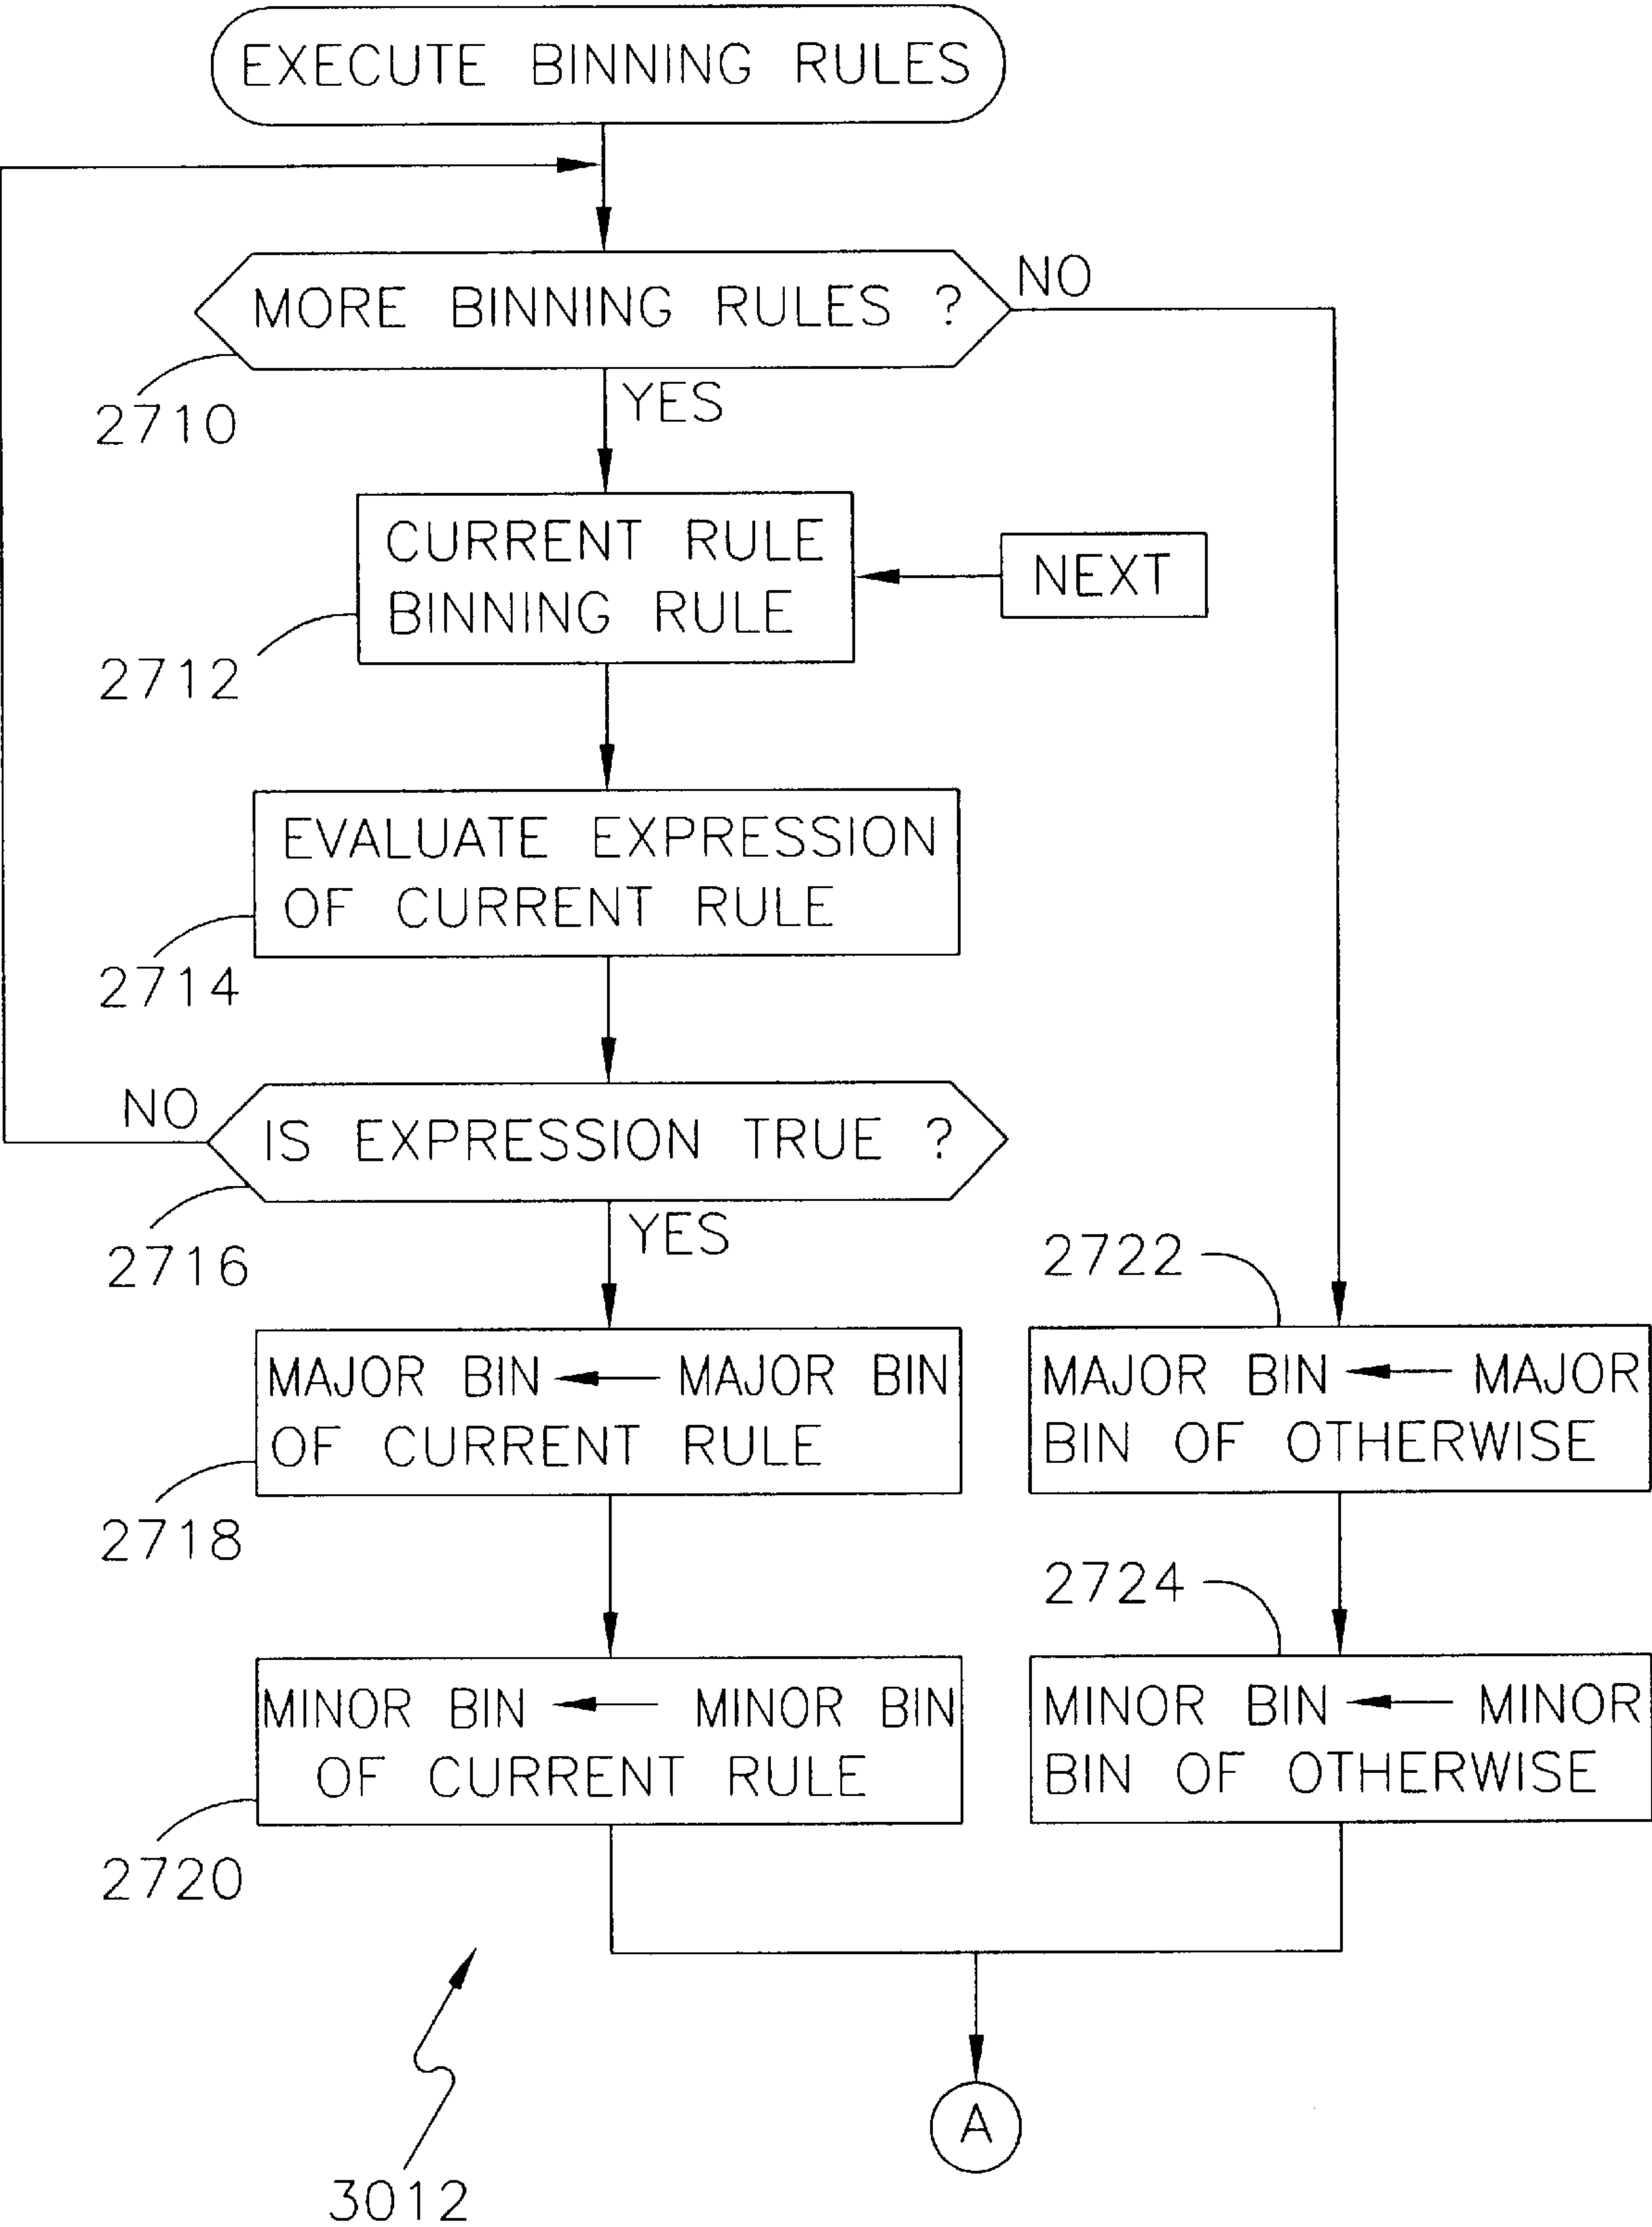 EXECUTE BINNING RULES
MORE BINNING RULES ?
NO
2710
YES
CURRENT RULE
BINNING RULE
NEXT
2712
EVALUATE EXPRESSION
OF CURRENT RULE
2714
NO
IS EXPRESSION TRUE ?
2716
YES
2722
MAJOR BIN ← MAJOR BIN
OF CURRENT RULE
2718
MAJOR BIN ← MAJOR
BIN OF OTHERWISE
2724
MINOR BIN ← MINOR BIN
OF CURRENT RULE
2720
MINOR BIN ← MINOR
BIN OF OTHERWISE
A
3012